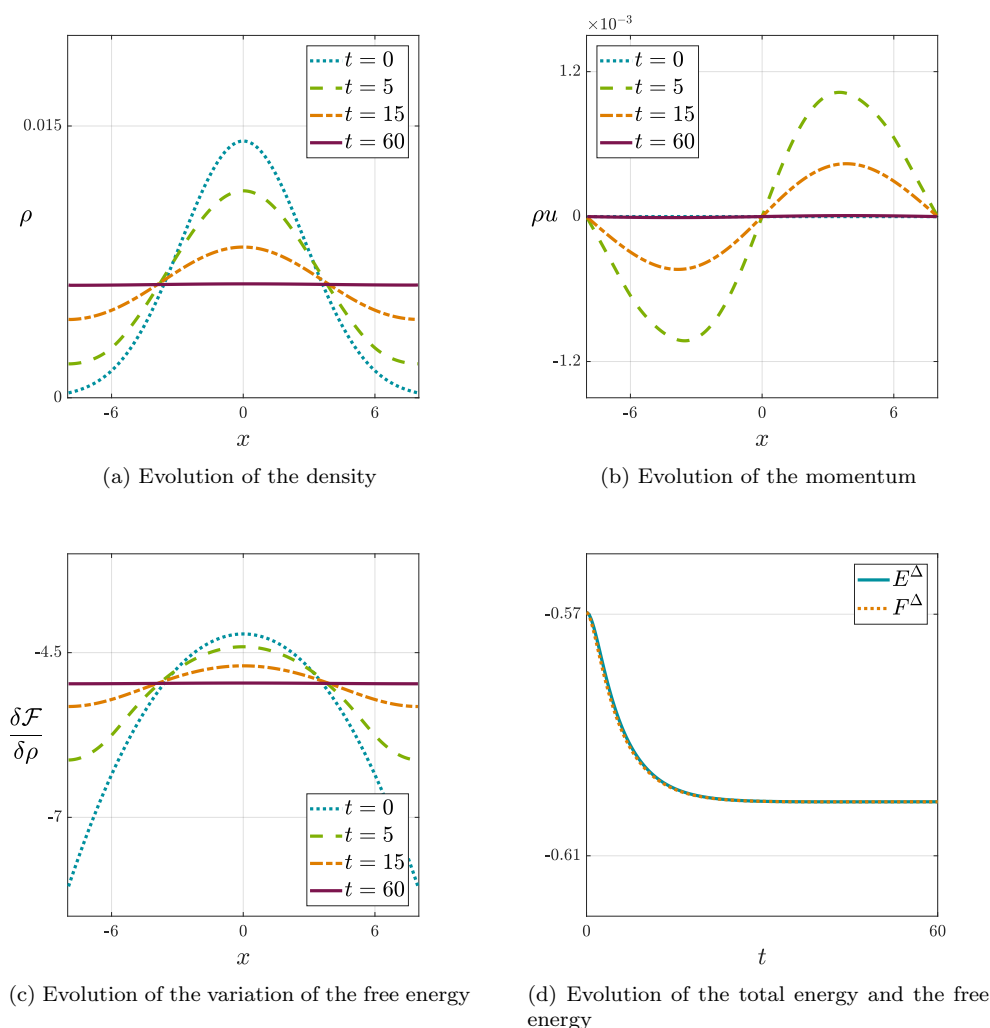 t = 0
t = 5
t = 15
t = 60
0.015
ρ
0
-6
0
6
x
(a) Evolution of the density
×10⁻³
t = 0
t = 5
t = 15
t = 60
1.2
ρu
0
-1.2
-6
0
6
x
(b) Evolution of the momentum
-4.5
δℱ
δρ
-7
t = 0
t = 5
t = 15
t = 60
-6
0
6
x
(c) Evolution of the variation of the free energy
E^Δ
F^Δ
-0.57
-0.61
0
60
t
(d) Evolution of the total energy and the free
energy